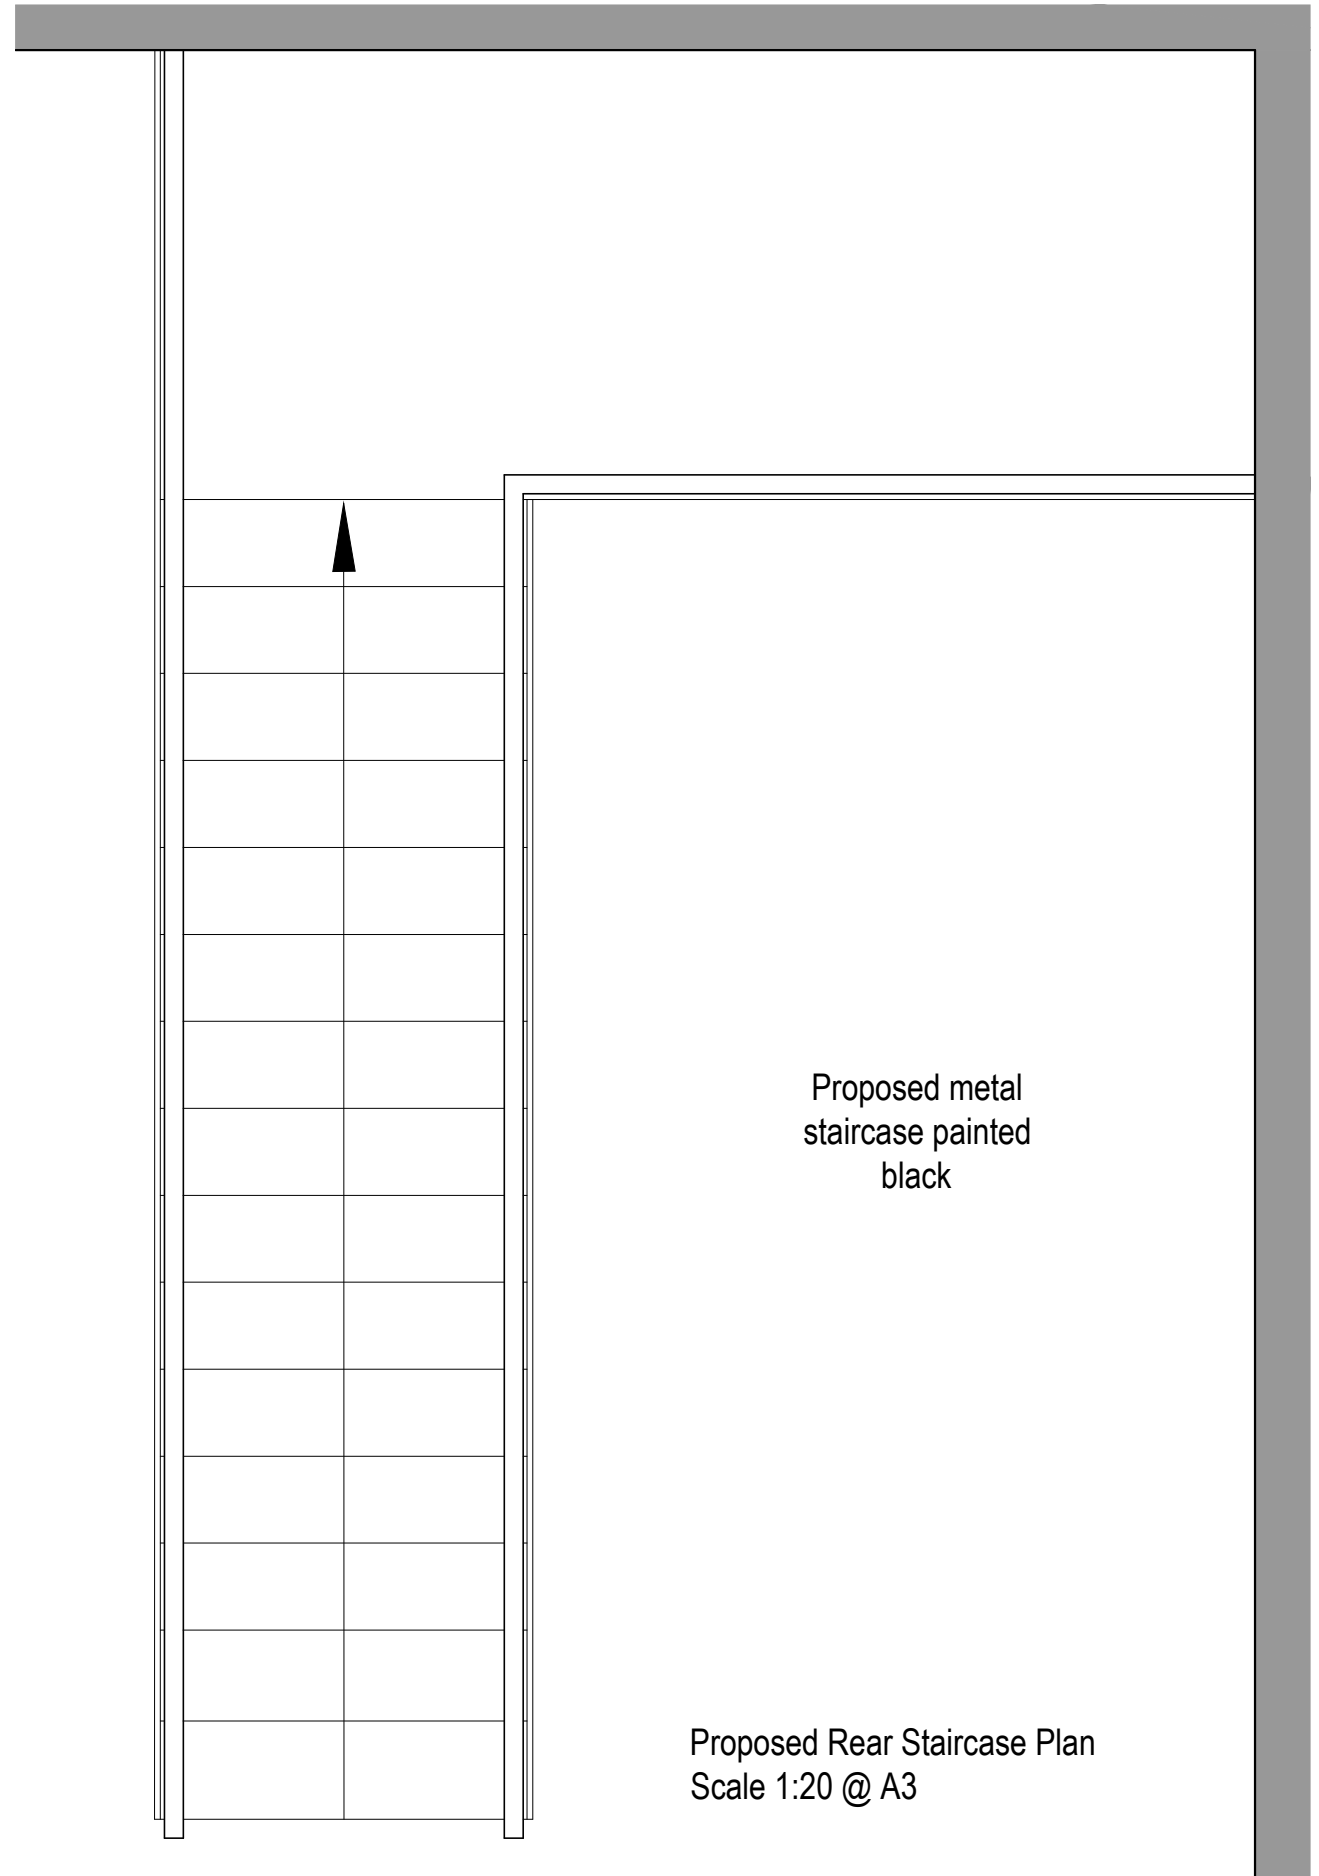 Proposed metal
staircase painted
black
Proposed Rear Staircase Plan
Scale 1:20 @ A3